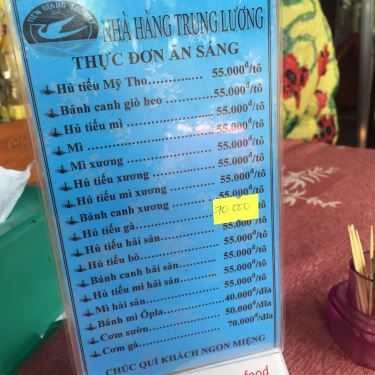 TIEN GIANG
NHÀ HÀNG TRUNG LƯƠNG
THỰC ĐƠN ĂN SÁNG
Hủ tiếu Mỹ Tho.............. 55.000đ/tô
Bánh canh giò heo.......... 55.000đ/tô
Hủ tiếu mì .................... 55.000đ/tô
Mì ............................. 55.000đ/tô
Mì xương ..................... 55.000đ/tô
Hủ tiếu xương ............... 55.000đ/tô
Hủ tiếu mì xương ........... 55.000đ/tô
Bánh canh xương............ 55.000đ/tô
Hủ tiếu gà.................... 70.000
Hủ tiếu hải sản............. 55.000đ/tô
Hủ tiếu bò.................... 55.000đ/tô
Bánh canh hải sản.......... 55.000đ/tô
Hủ tiếu mì hải sản.......... 55.000đ/tô
Mì hải sản ................... 55.000đ/tô
Bánh mì Ốpla................ 40.000đ/dĩa
Cơm sườn..................... 50.000đ/dĩa
Cơm gà........................ 70.000đ/dĩa
CHÚC QUÍ KHÁCH NGON MIỆNG
food